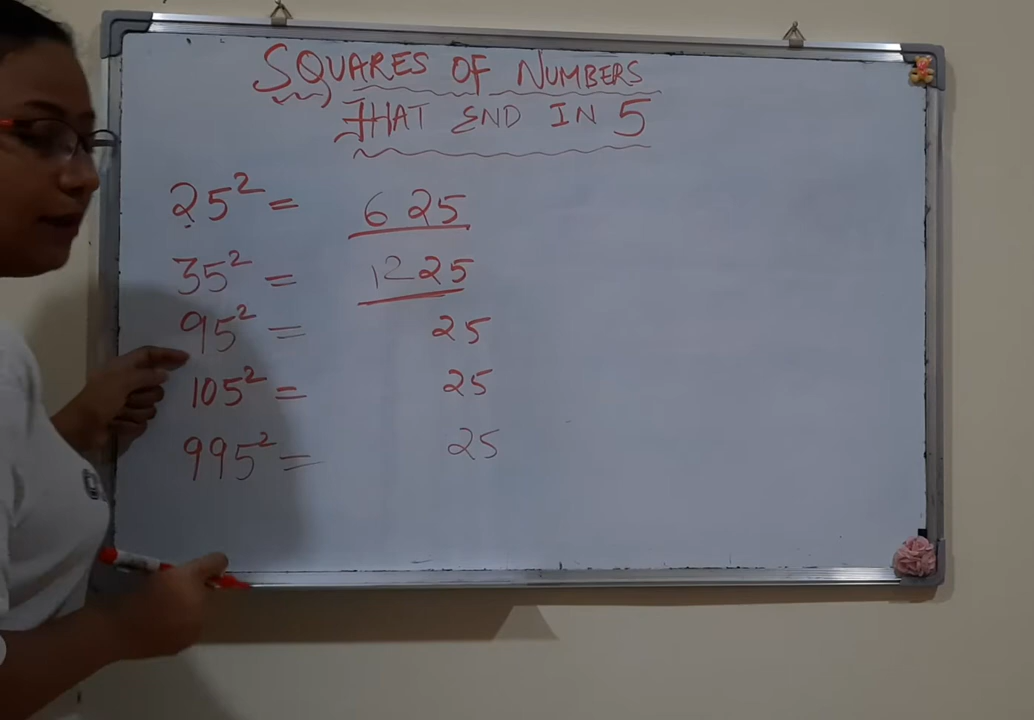 SQUARES OF NUMBERS
THAT END IN 5
25² = 625
35² = 1225
95² = 25
105² = 25
995² = 25